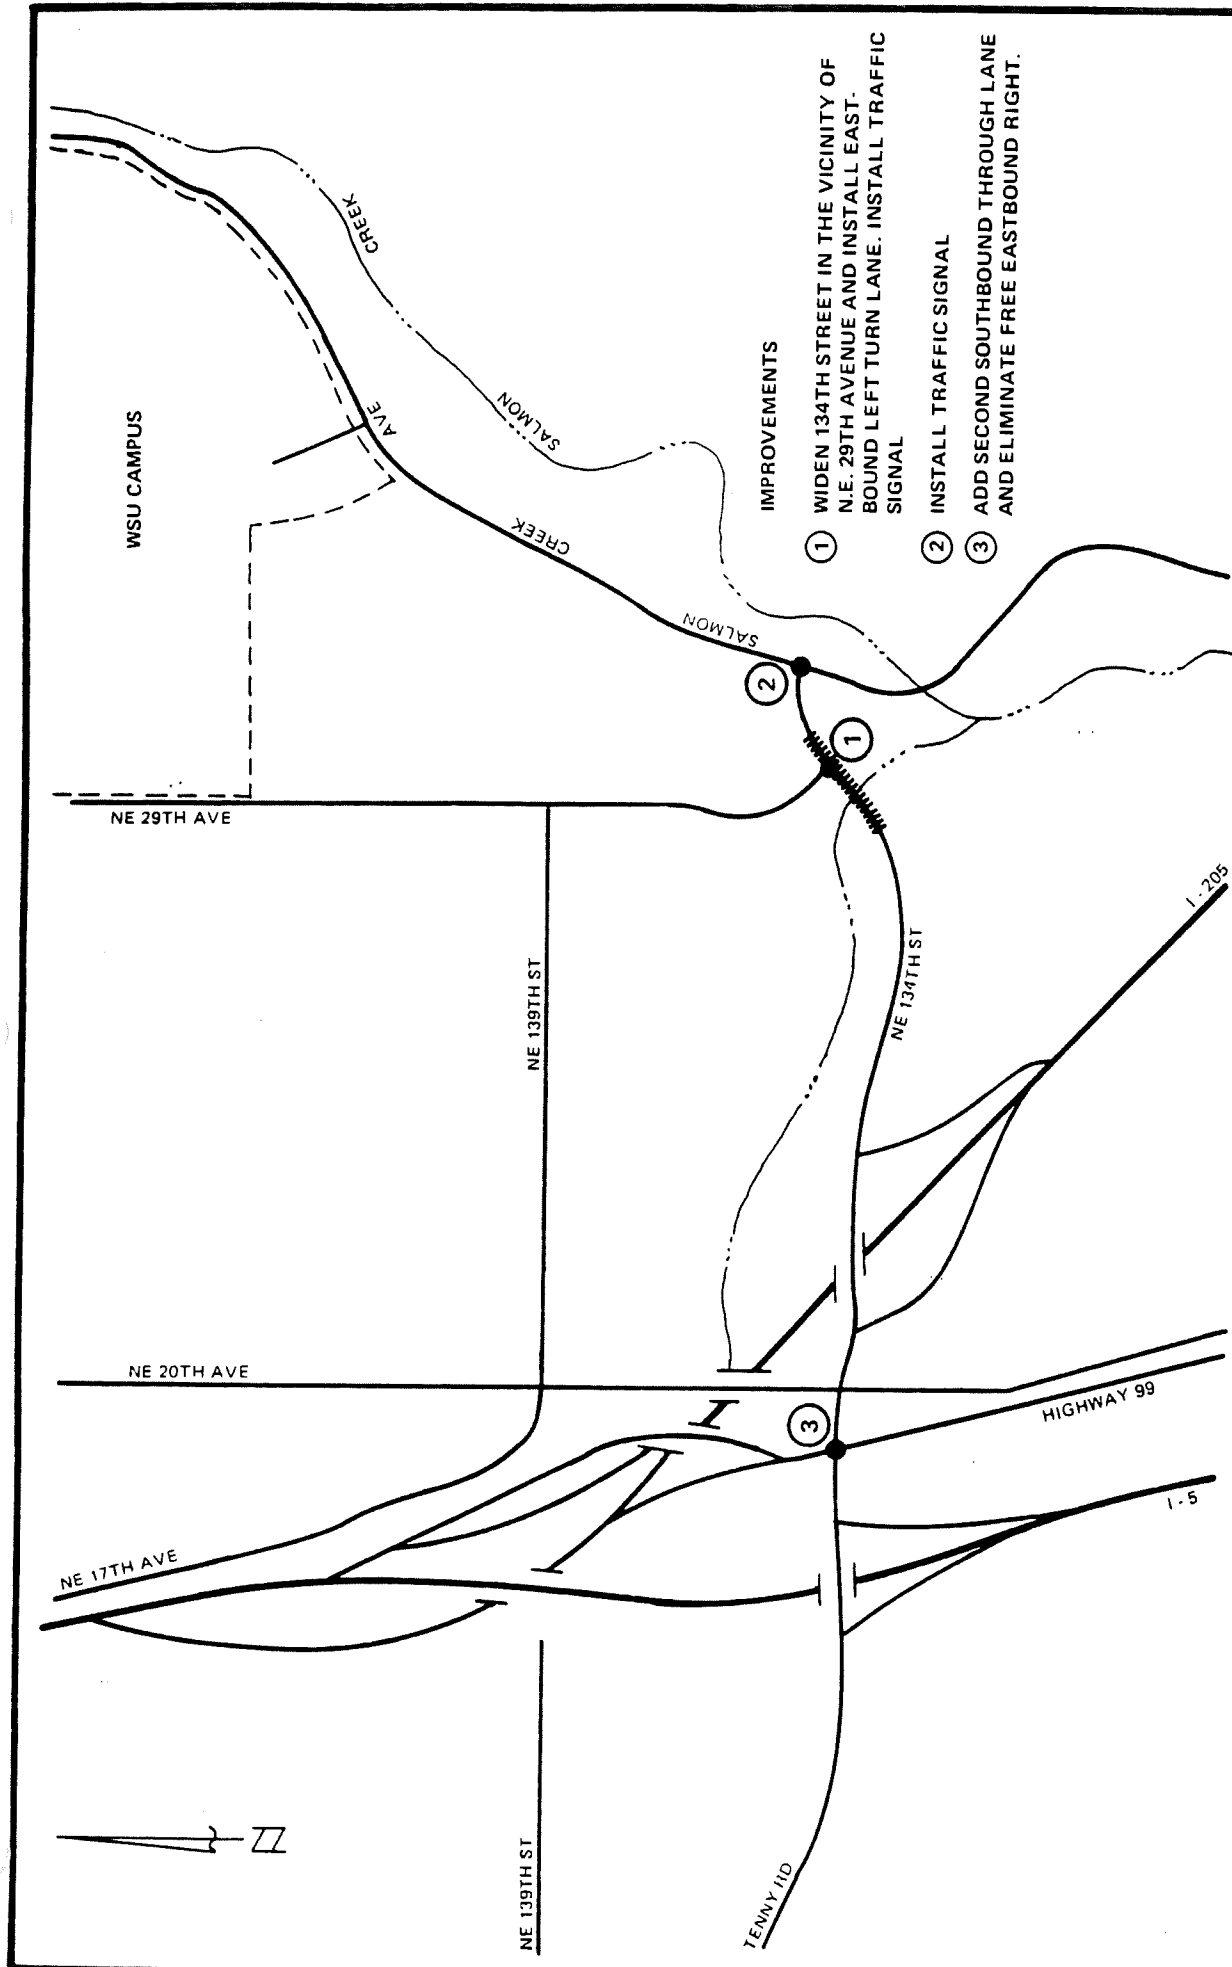 WSU CAMPUS
CREEK
SALMON
AVE
CREEK
SALMON
NE 29TH AVE
NE 139TH ST
NE 134TH ST
I-205
NE 20TH AVE
HIGHWAY 99
I-5
NE 17TH AVE
NE 139TH ST
TENNY RD
N
1
2
3
IMPROVEMENTS
1 WIDEN 134TH STREET IN THE VICINITY OF
N.E. 29TH AVENUE AND INSTALL EAST-
BOUND LEFT TURN LANE. INSTALL TRAFFIC
SIGNAL
2 INSTALL TRAFFIC SIGNAL
3 ADD SECOND SOUTHBOUND THROUGH LANE
AND ELIMINATE FREE EASTBOUND RIGHT.